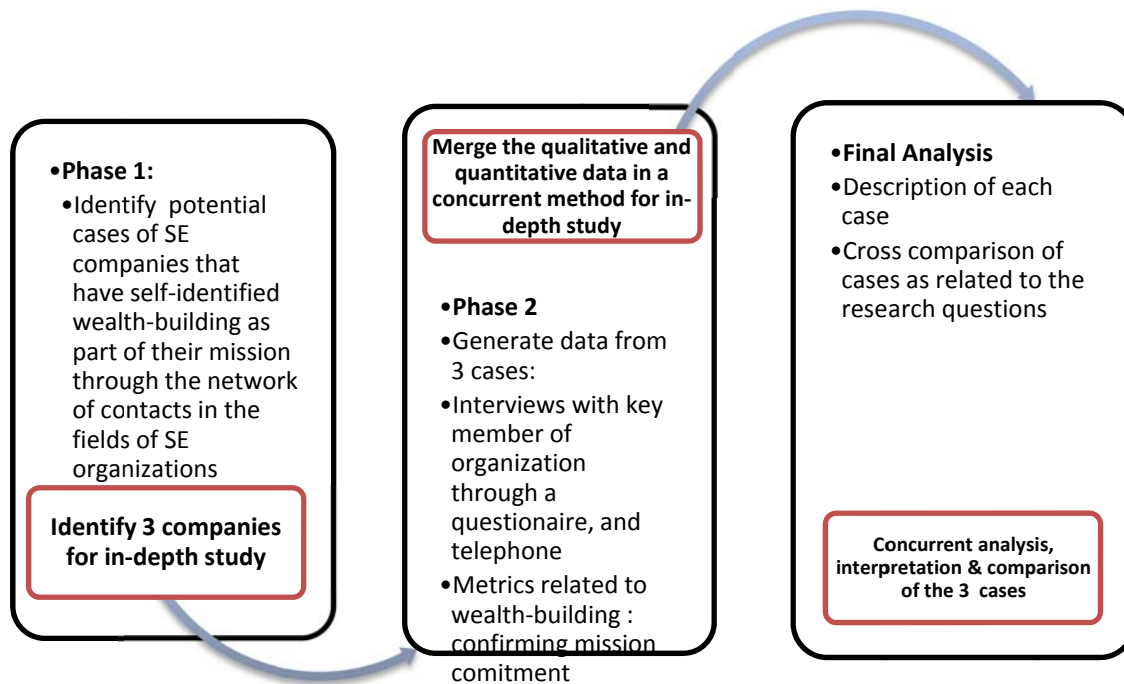 •Phase 1:
•Identify potential
cases of SE
companies that
have self-identified
wealth-building as
part of their mission
through the network
of contacts in the
fields of SE
organizations
Identify 3 companies
for in-depth study
Merge the qualitative and
quantitative data in a
concurrent method for in-
depth study
•Phase 2
•Generate data from
3 cases:
•Interviews with key
member of
organization
through a
questionaire, and
telephone
•Metrics related to
wealth-building :
confirming mission
comitment
•Final Analysis
•Description of each
case
•Cross comparison of
cases as related to the
research questions
Concurrent analysis,
interpretation & comparison
of the 3 cases